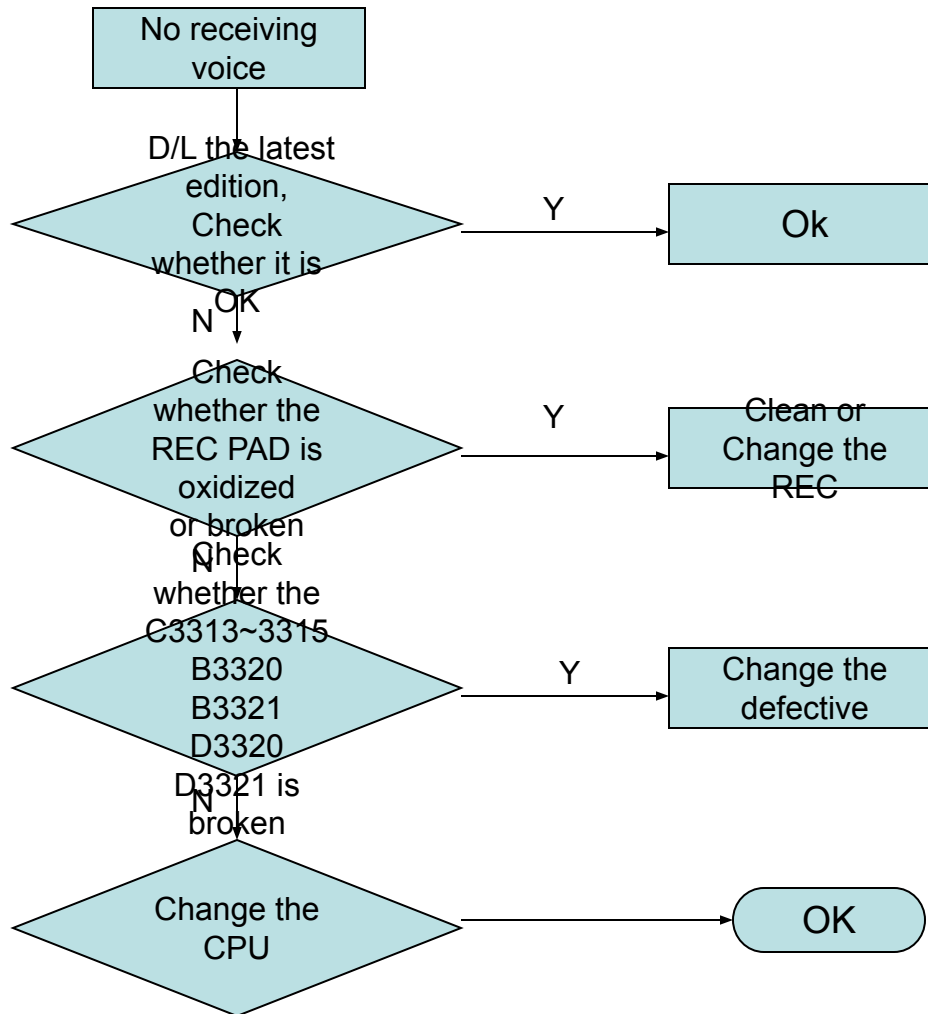 No receiving
voice
D/L the latest
edition,
Check
whether it is
OK
Y
Ok
N
Check
whether the
REC PAD is
oxidized
or broken
Y
Clean or
Change the
REC
N
Check
whether the
C3313~3315
B3320
B3321
D3320
D3321 is
broken
Y
Change the
defective
N
Change the
CPU
OK